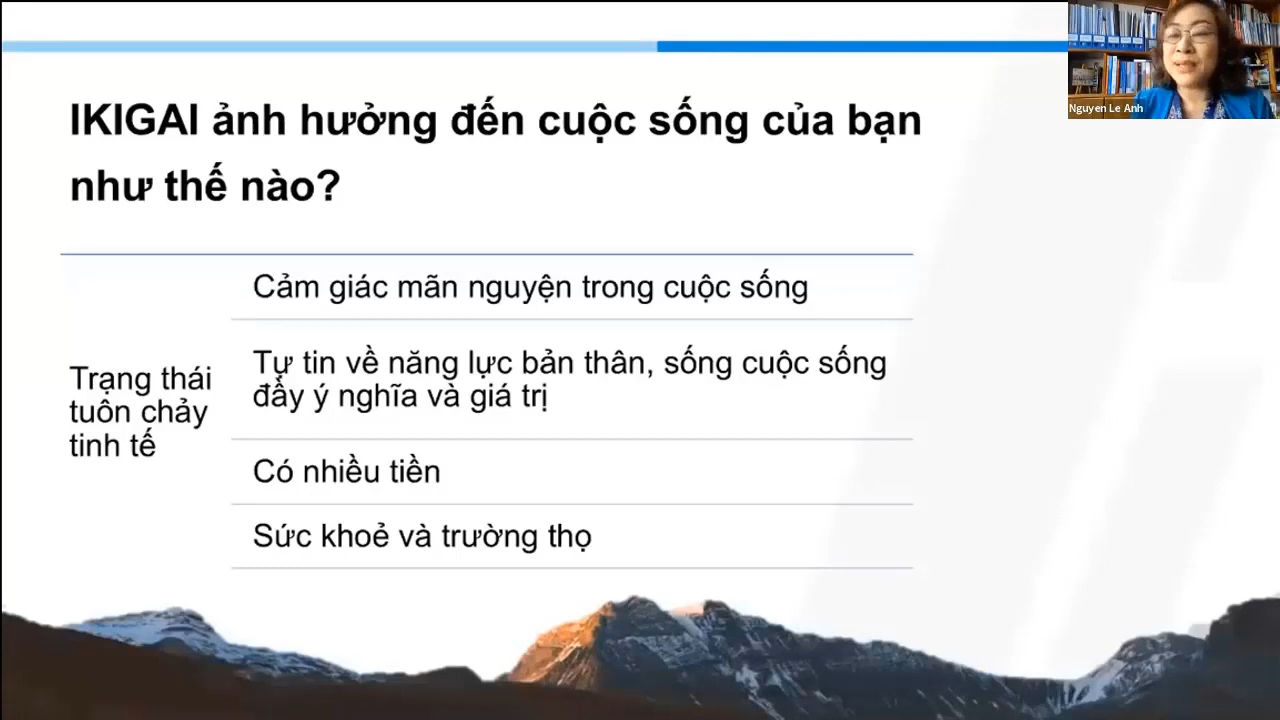 Nguyen Le Anh
IKIGAI ảnh hưởng đến cuộc sống của bạn
như thế nào?
Trạng thái
tuôn chảy
tinh tế
Cảm giác mãn nguyện trong cuộc sống
Tự tin về năng lực bản thân, sống cuộc sống
đầy ý nghĩa và giá trị
Có nhiều tiền
Sức khoẻ và trường thọ